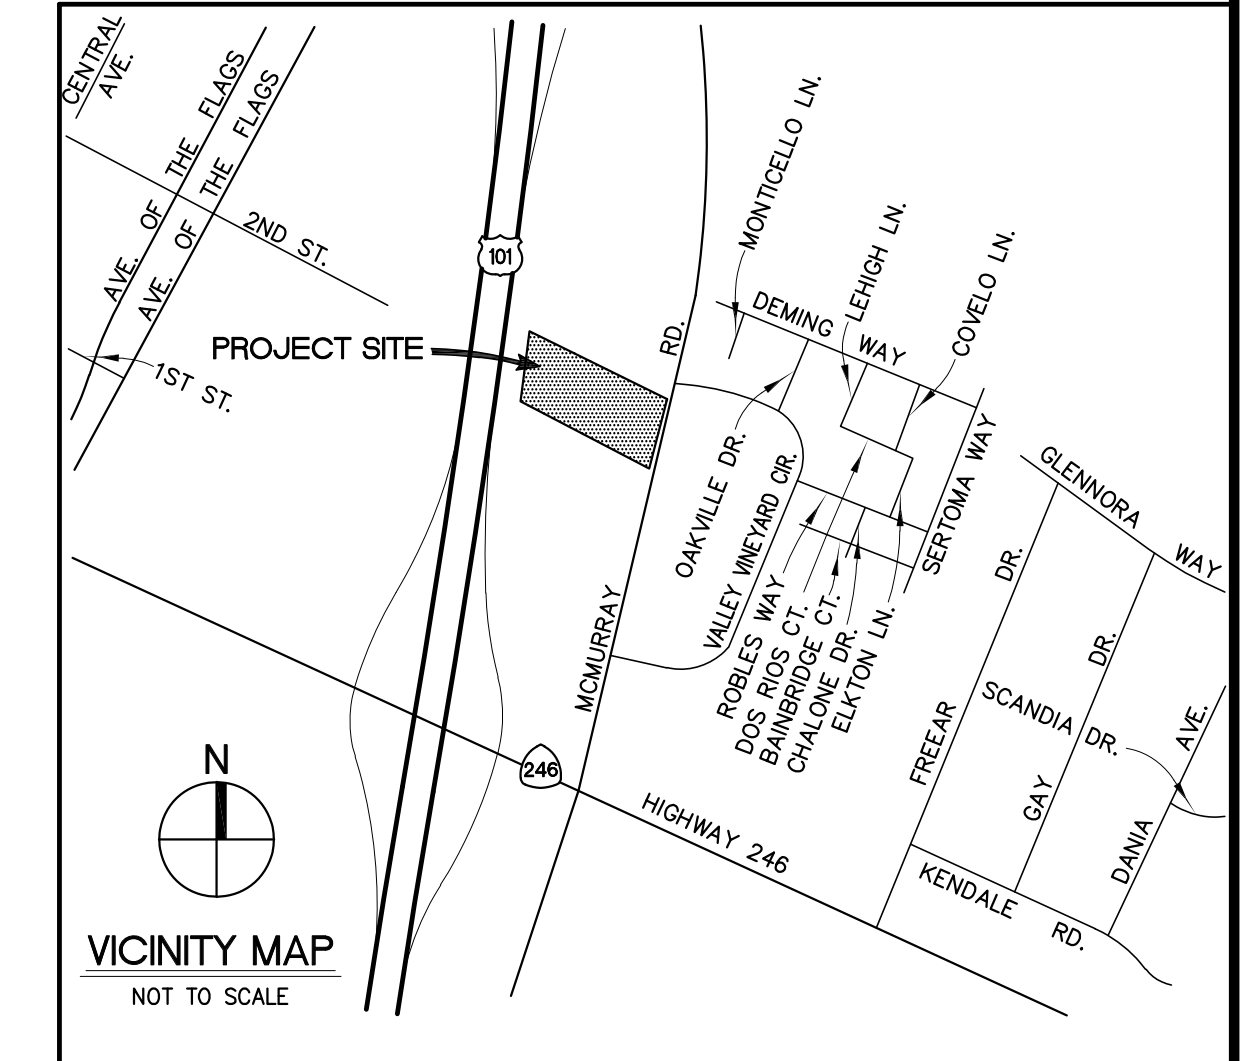 CENTRAL
AVE.
AVE. OF THE FLAGS
AVE. OF THE FLAGS
2ND ST.
101
PROJECT SITE
1ST ST.
MCMURRAY RD.
MONTICELLO LN.
LEHIGH LN.
COVELO LN.
DEMING WAY
OAKVILLE DR.
VALLEY VINEYARD CIR.
SERTOMA WAY
ROBLES WAY
DOS RIOS CT.
BAINBRIDGE CT.
CHALONE DR.
ELKTON LN.
GLENNORA WAY
FREEAR DR.
GAY DR.
SCANDIA DR.
DANIA AVE.
KENDALE RD.
246
HIGHWAY 246
N
VICINITY MAP
NOT TO SCALE